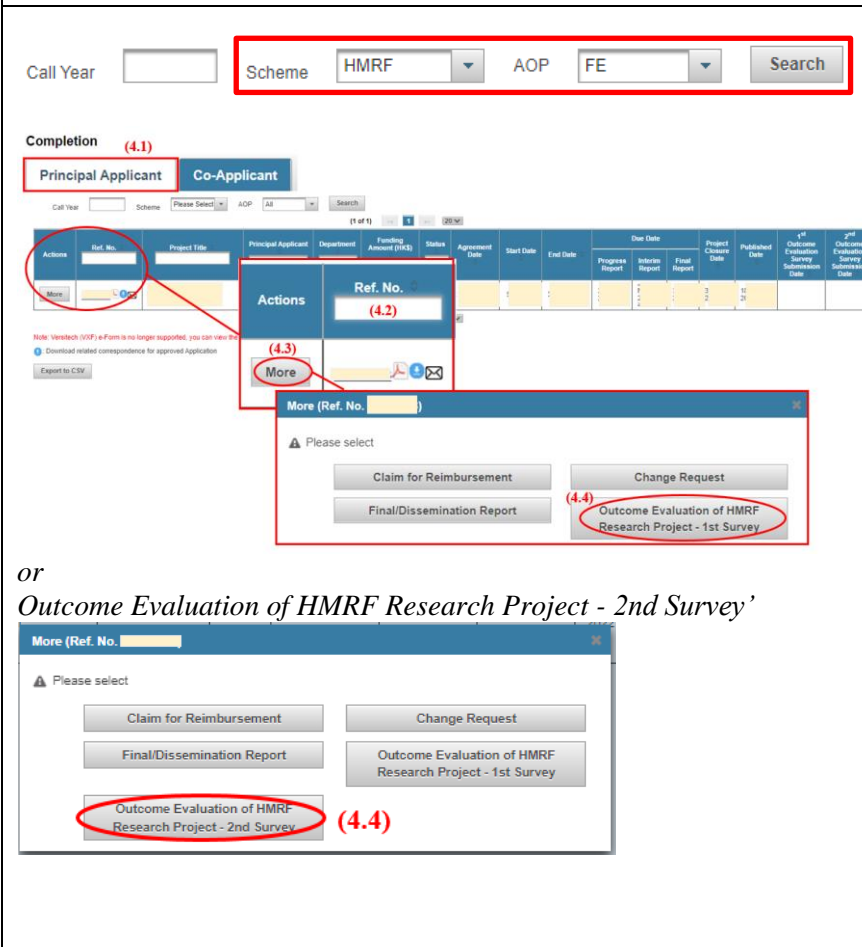 Call Year Scheme HMRF AOP FE Search
Completion
(4.1)
Principal Applicant Co-Applicant
Call Year Scheme Please Select AOP All Search
(1 of 1) 1 20
Actions Ref. No. Project Title Principal Applicant Department Funding Amount (HK$) Status Agreement Date Start Date End Date Due Date Progress Report Interim Report Final Report Project Closure Date Published Date 1st Outcome Evaluation Survey Submission Date 2nd Outcome Evaluation Survey Submission Date
More
Note: Versitech (VXF) e-Form is no longer supported, you can view the
: Download related correspondence for approved Application
Export to CSV
Actions Ref. No.
(4.2)
(4.3)
More
More (Ref. No. )
Please select
Claim for Reimbursement Change Request
Final/Dissemination Report (4.4) Outcome Evaluation of HMRF
Research Project - 1st Survey
or
Outcome Evaluation of HMRF Research Project - 2nd Survey’
More (Ref. No.
Please select
Claim for Reimbursement Change Request
Final/Dissemination Report Outcome Evaluation of HMRF
Research Project - 1st Survey
Outcome Evaluation of HMRF
Research Project - 2nd Survey (4.4)